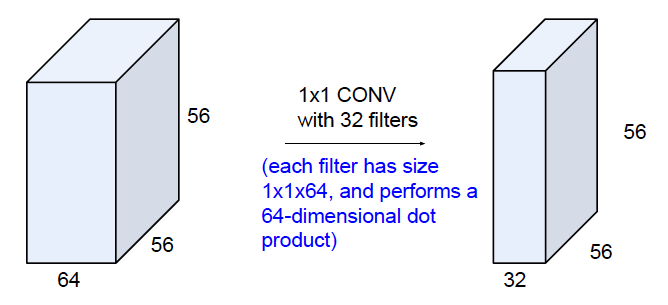 56
56
64
1x1 CONV
with 32 filters
(each filter has size
1x1x64, and performs a
64-dimensional dot
product)
56
56
32